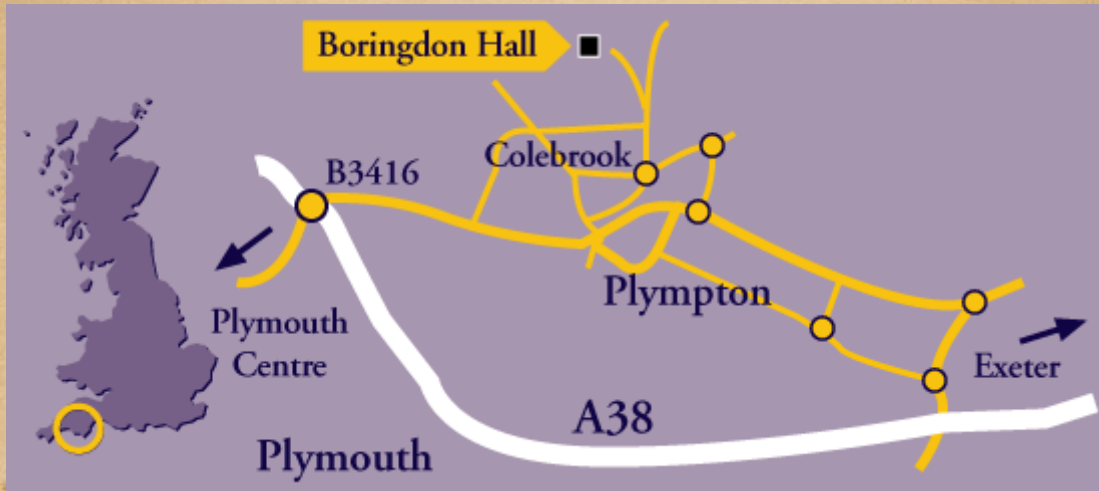 Boringdon Hall
Colebrook
B3416
Plympton
Plymouth
Centre
Exeter
A38
Plymouth